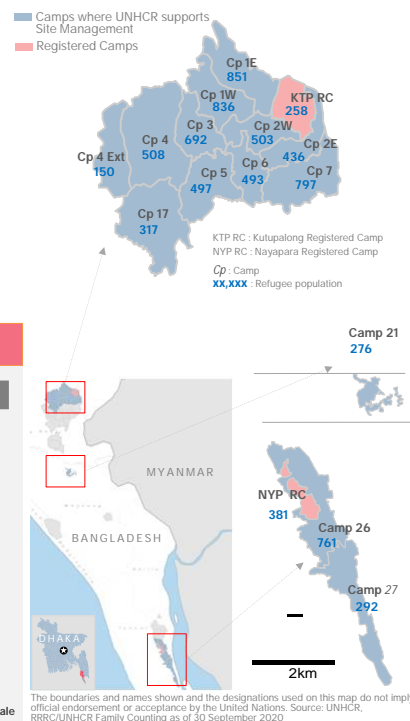 Camps where UNHCR supports
Site Management
Registered Camps
Cp 1E
851
Cp 1W
836
KTP RC
258
Cp 3
692
Cp 2W
503
Cp 4
508
Cp 2E
436
Cp 4 Ext
150
Cp 5
497
Cp 6
493
Cp 7
797
Cp 17
317
KTP RC : Kutupalong Registered Camp
NYP RC : Nayapara Registered Camp
Cp : Camp
xx,xxx : Refugee population
Camp 21
276
MYANMAR
BANGLADESH
NYP RC
381
Camp 26
761
Camp 27
292
DHAKA
2km
ale
The boundaries and names shown and the designations used on this map do not imply
official endorsement or acceptance by the United Nations. Source: UNHCR,
RRRC/UNHCR Family Counting as of 30 September 2020